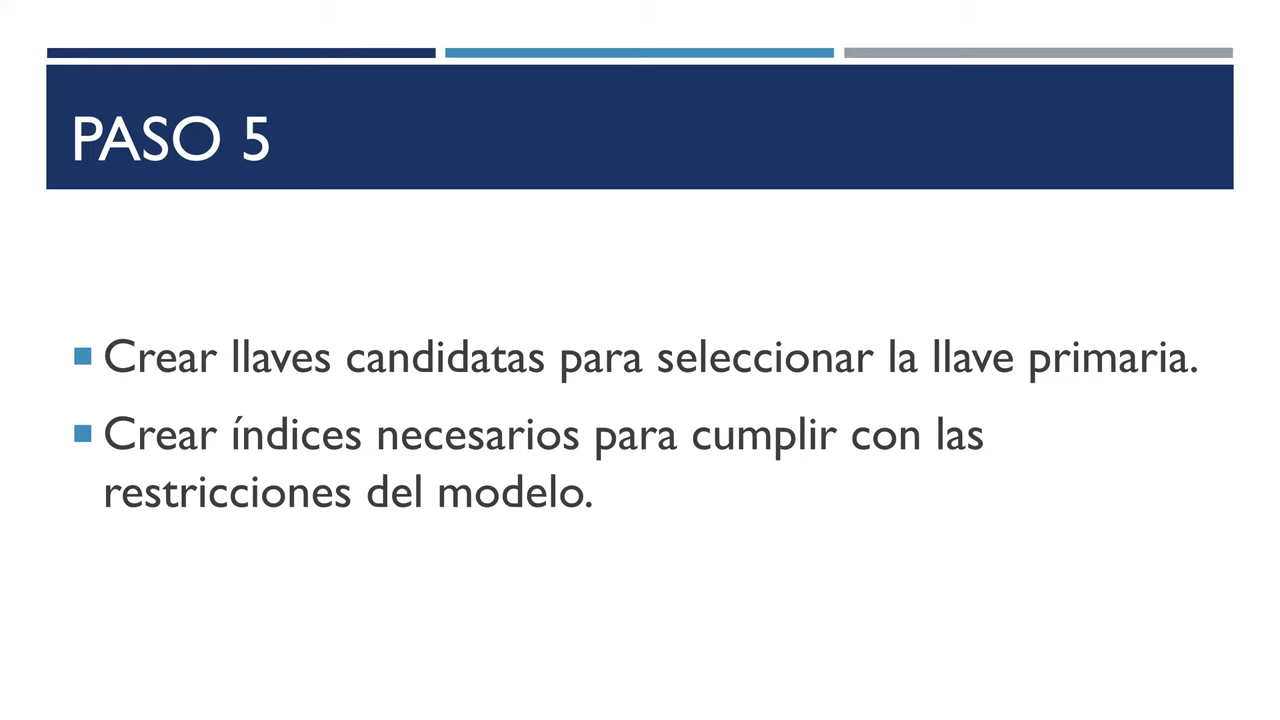 PASO 5
Crear llaves candidatas para seleccionar la llave primaria.
Crear índices necesarios para cumplir con las
restricciones del modelo.